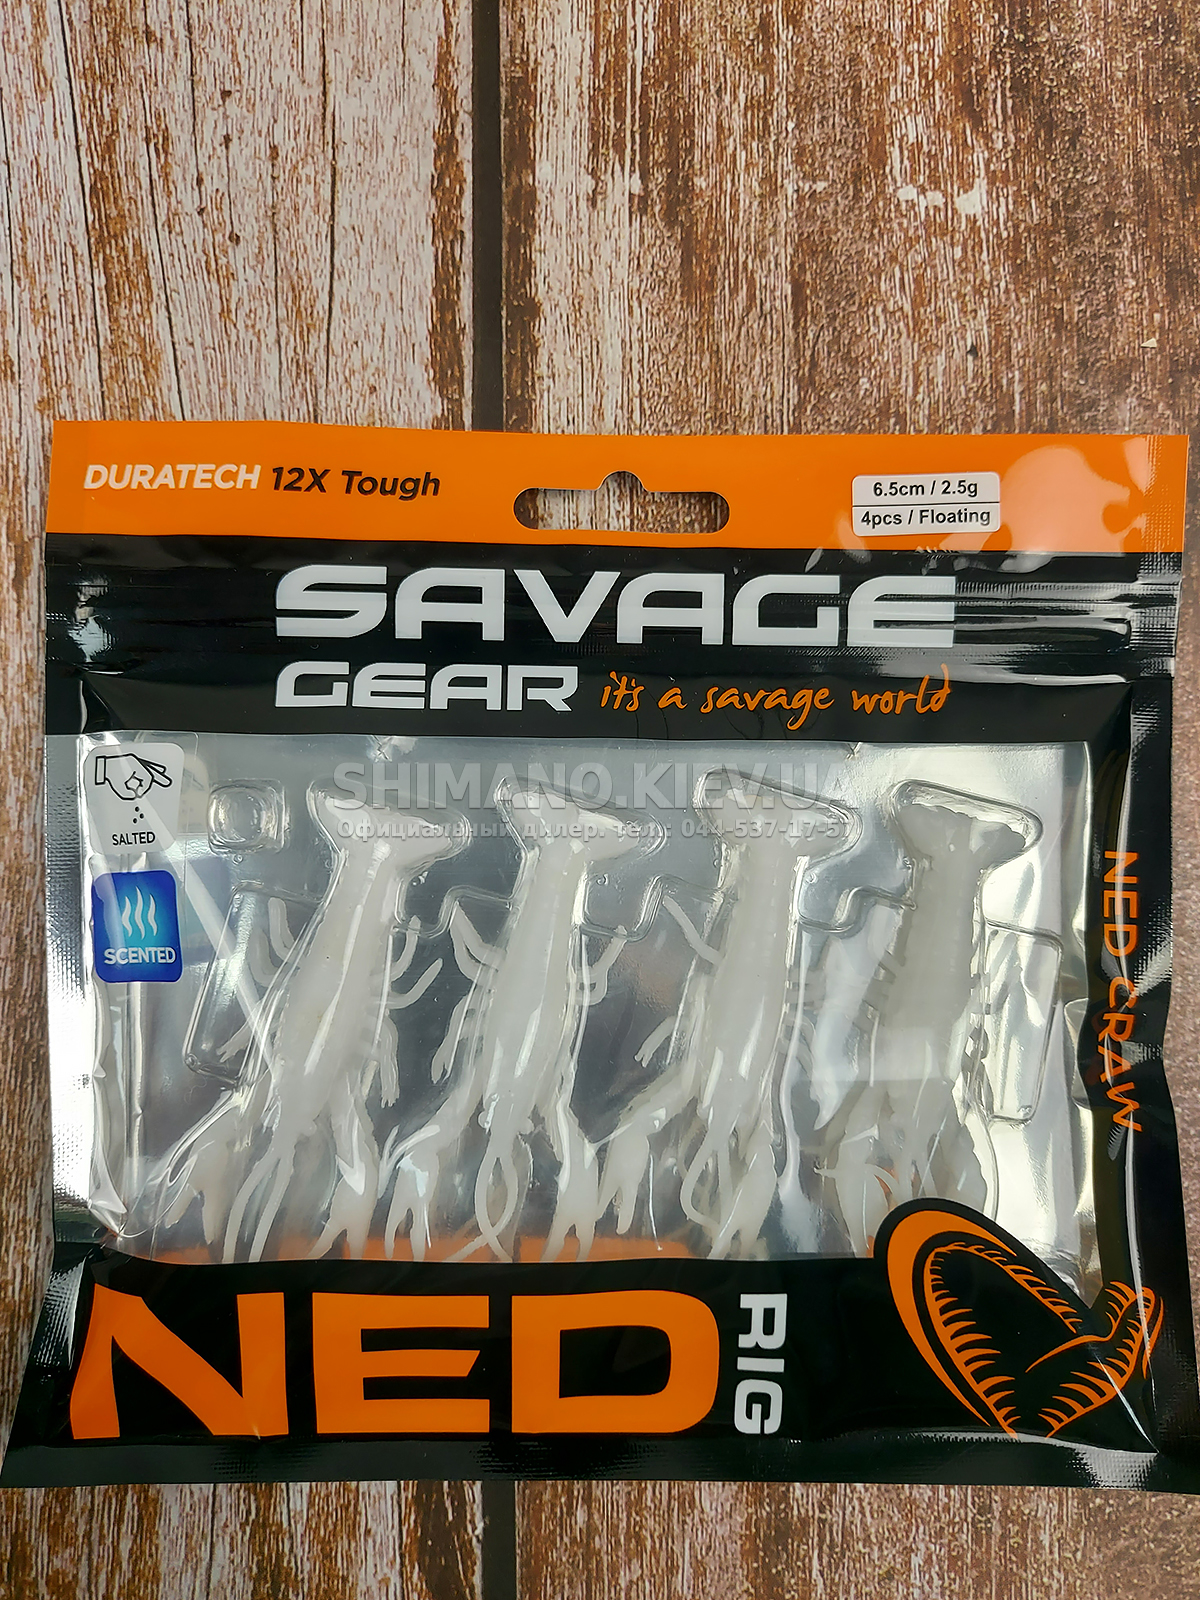 DURATECH 12X Tough
6.5cm / 2.5g
4pcs / Floating
SAVAGE
GEAR it's a savage world
SALTED
SCENTED
SHIMANO.KIEV.UA
Официальный дилер. тел.: 044-537-17-57
NED CRAW
NED
RIG